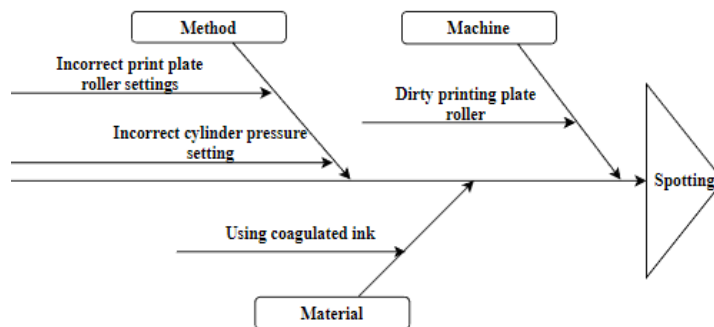 Method
Machine
Incorrect print plate
roller settings
Dirty printing plate
roller
Incorrect cylinder pressure
setting
Spotting
Using coagulated ink
Material